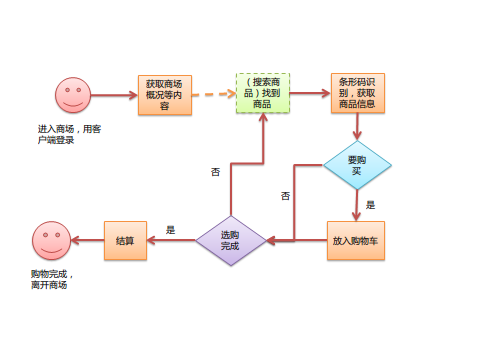 获取商场
概况等内
容
（搜索商
品）找到
商品
条形码识
别，获取
商品信息
进入商场，用客
户端登录
要购
买
否
否
是
是
结算
选购
完成
放入购物车
购物完成，
离开商场